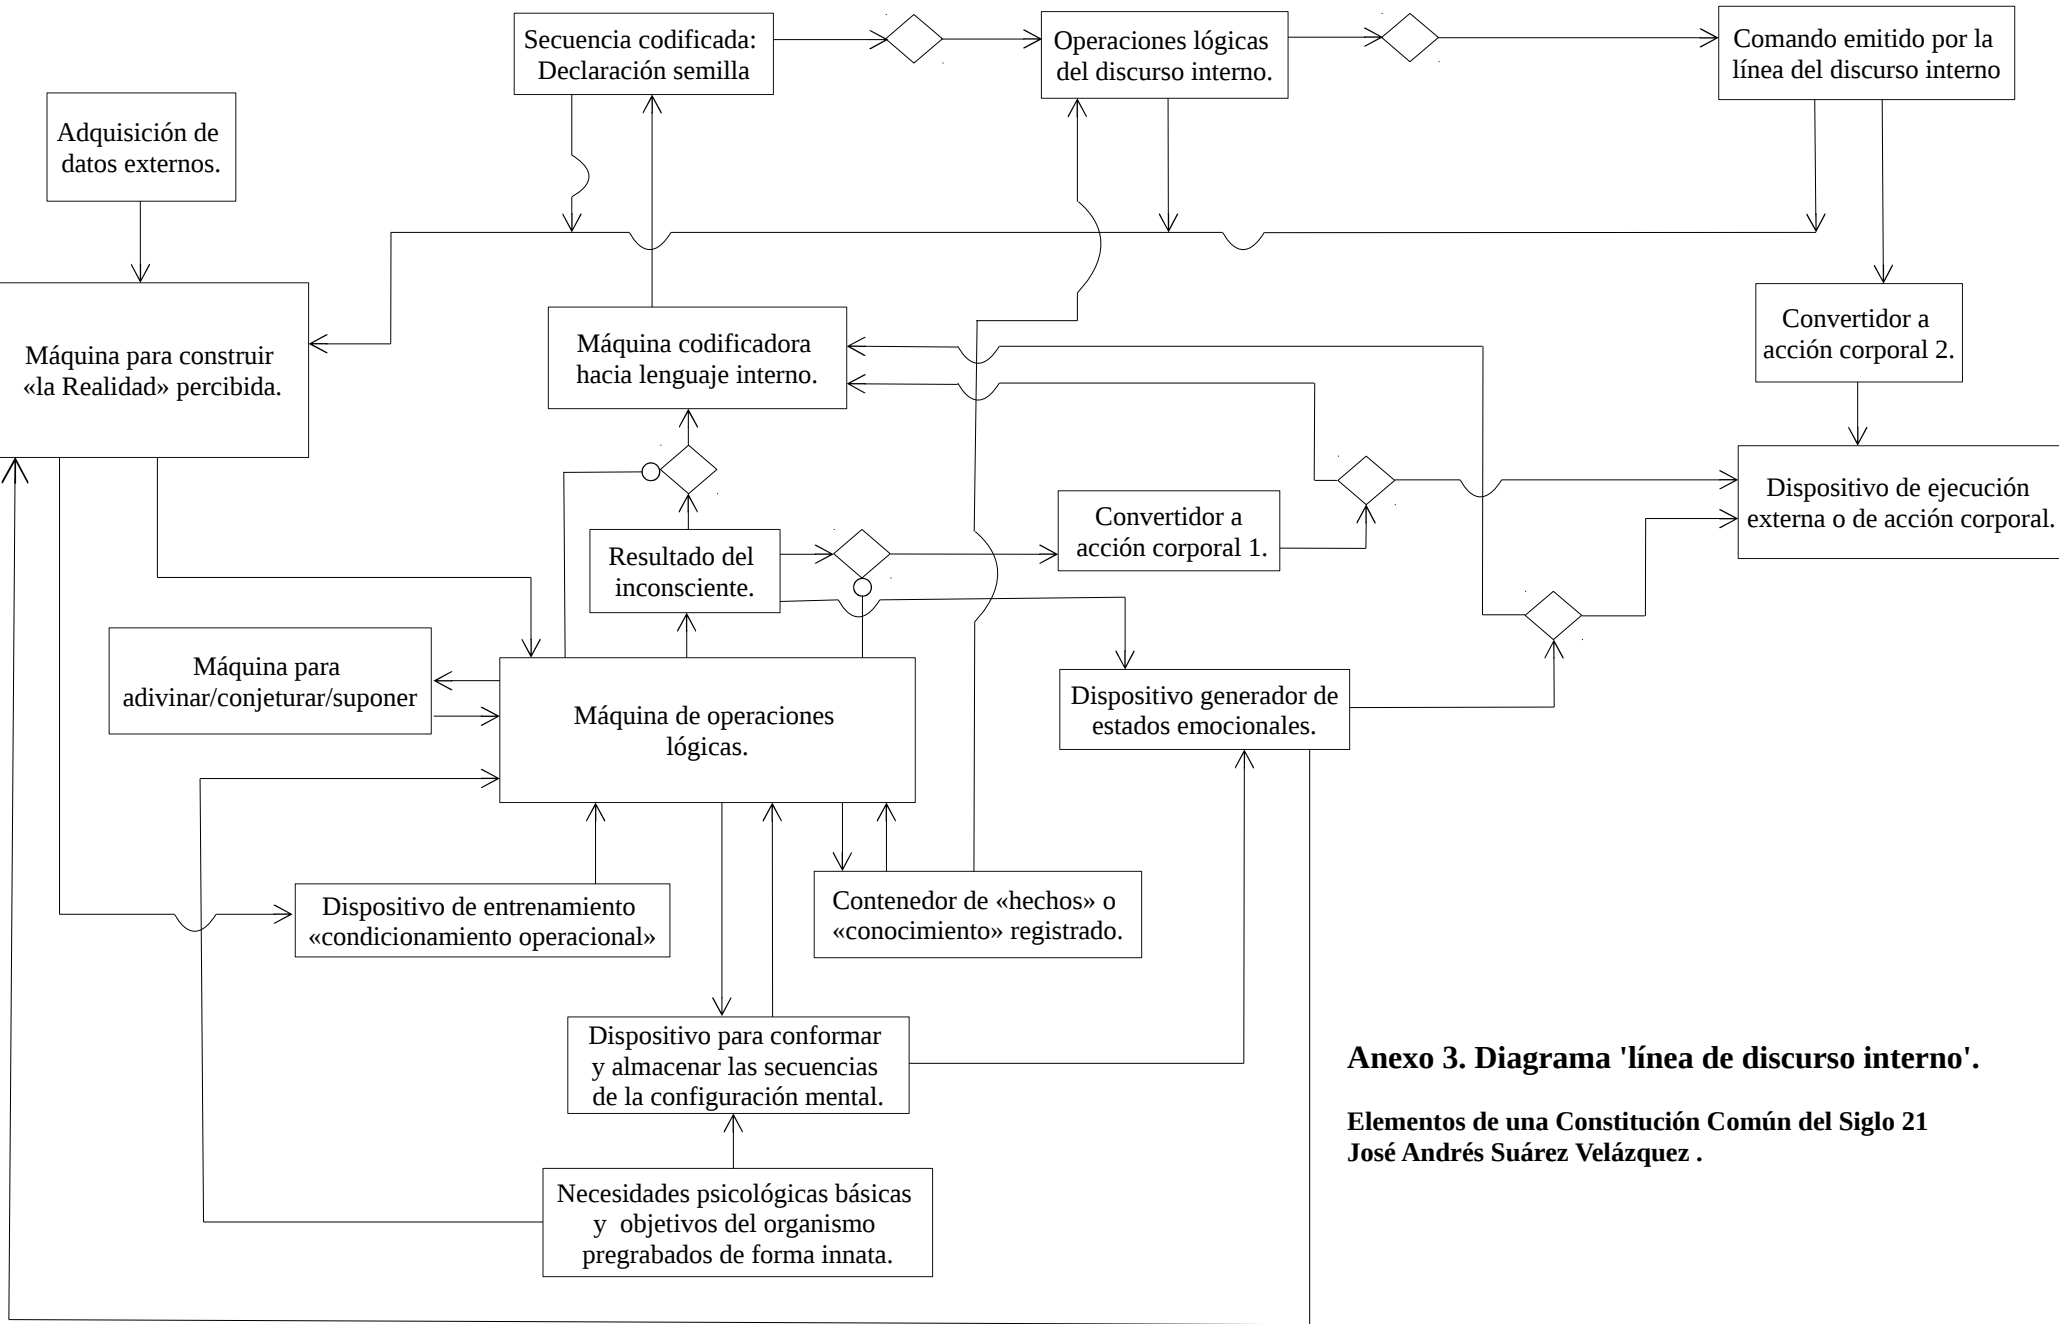 Secuencia codificada:
Declaración semilla
Operaciones lógicas
del discurso interno.
Comando emitido por la
línea del discurso interno
Adquisición de
datos externos.
Máquina para construir
«la Realidad» percibida.
Máquina codificadora
hacia lenguaje interno.
Convertidor a
acción corporal 2.
Dispositivo de ejecución
externa o de acción corporal.
Convertidor a
acción corporal 1.
Resultado del
inconsciente.
Máquina para
adivinar/conjeturar/suponer
Máquina de operaciones
lógicas.
Dispositivo generador de
estados emocionales.
Dispositivo de entrenamiento
«condicionamiento operacional»
Contenedor de «hechos» o
«conocimiento» registrado.
Dispositivo para conformar
y almacenar las secuencias
de la configuración mental.
Necesidades psicológicas básicas
y objetivos del organismo
pregrabados de forma innata.
Anexo 3. Diagrama 'línea de discurso interno'.
Elementos de una Constitución Común del Siglo 21
José Andrés Suárez Velázquez .